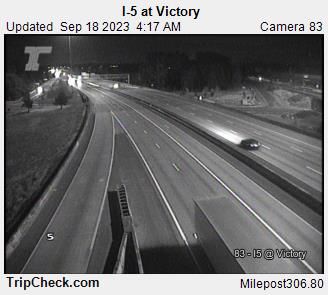 I-5 at Victory
Updated Sep 18 2023 4:17 AM Camera 83
S
83 - I5 @ Victory
TripCheck.com Milepost306.80